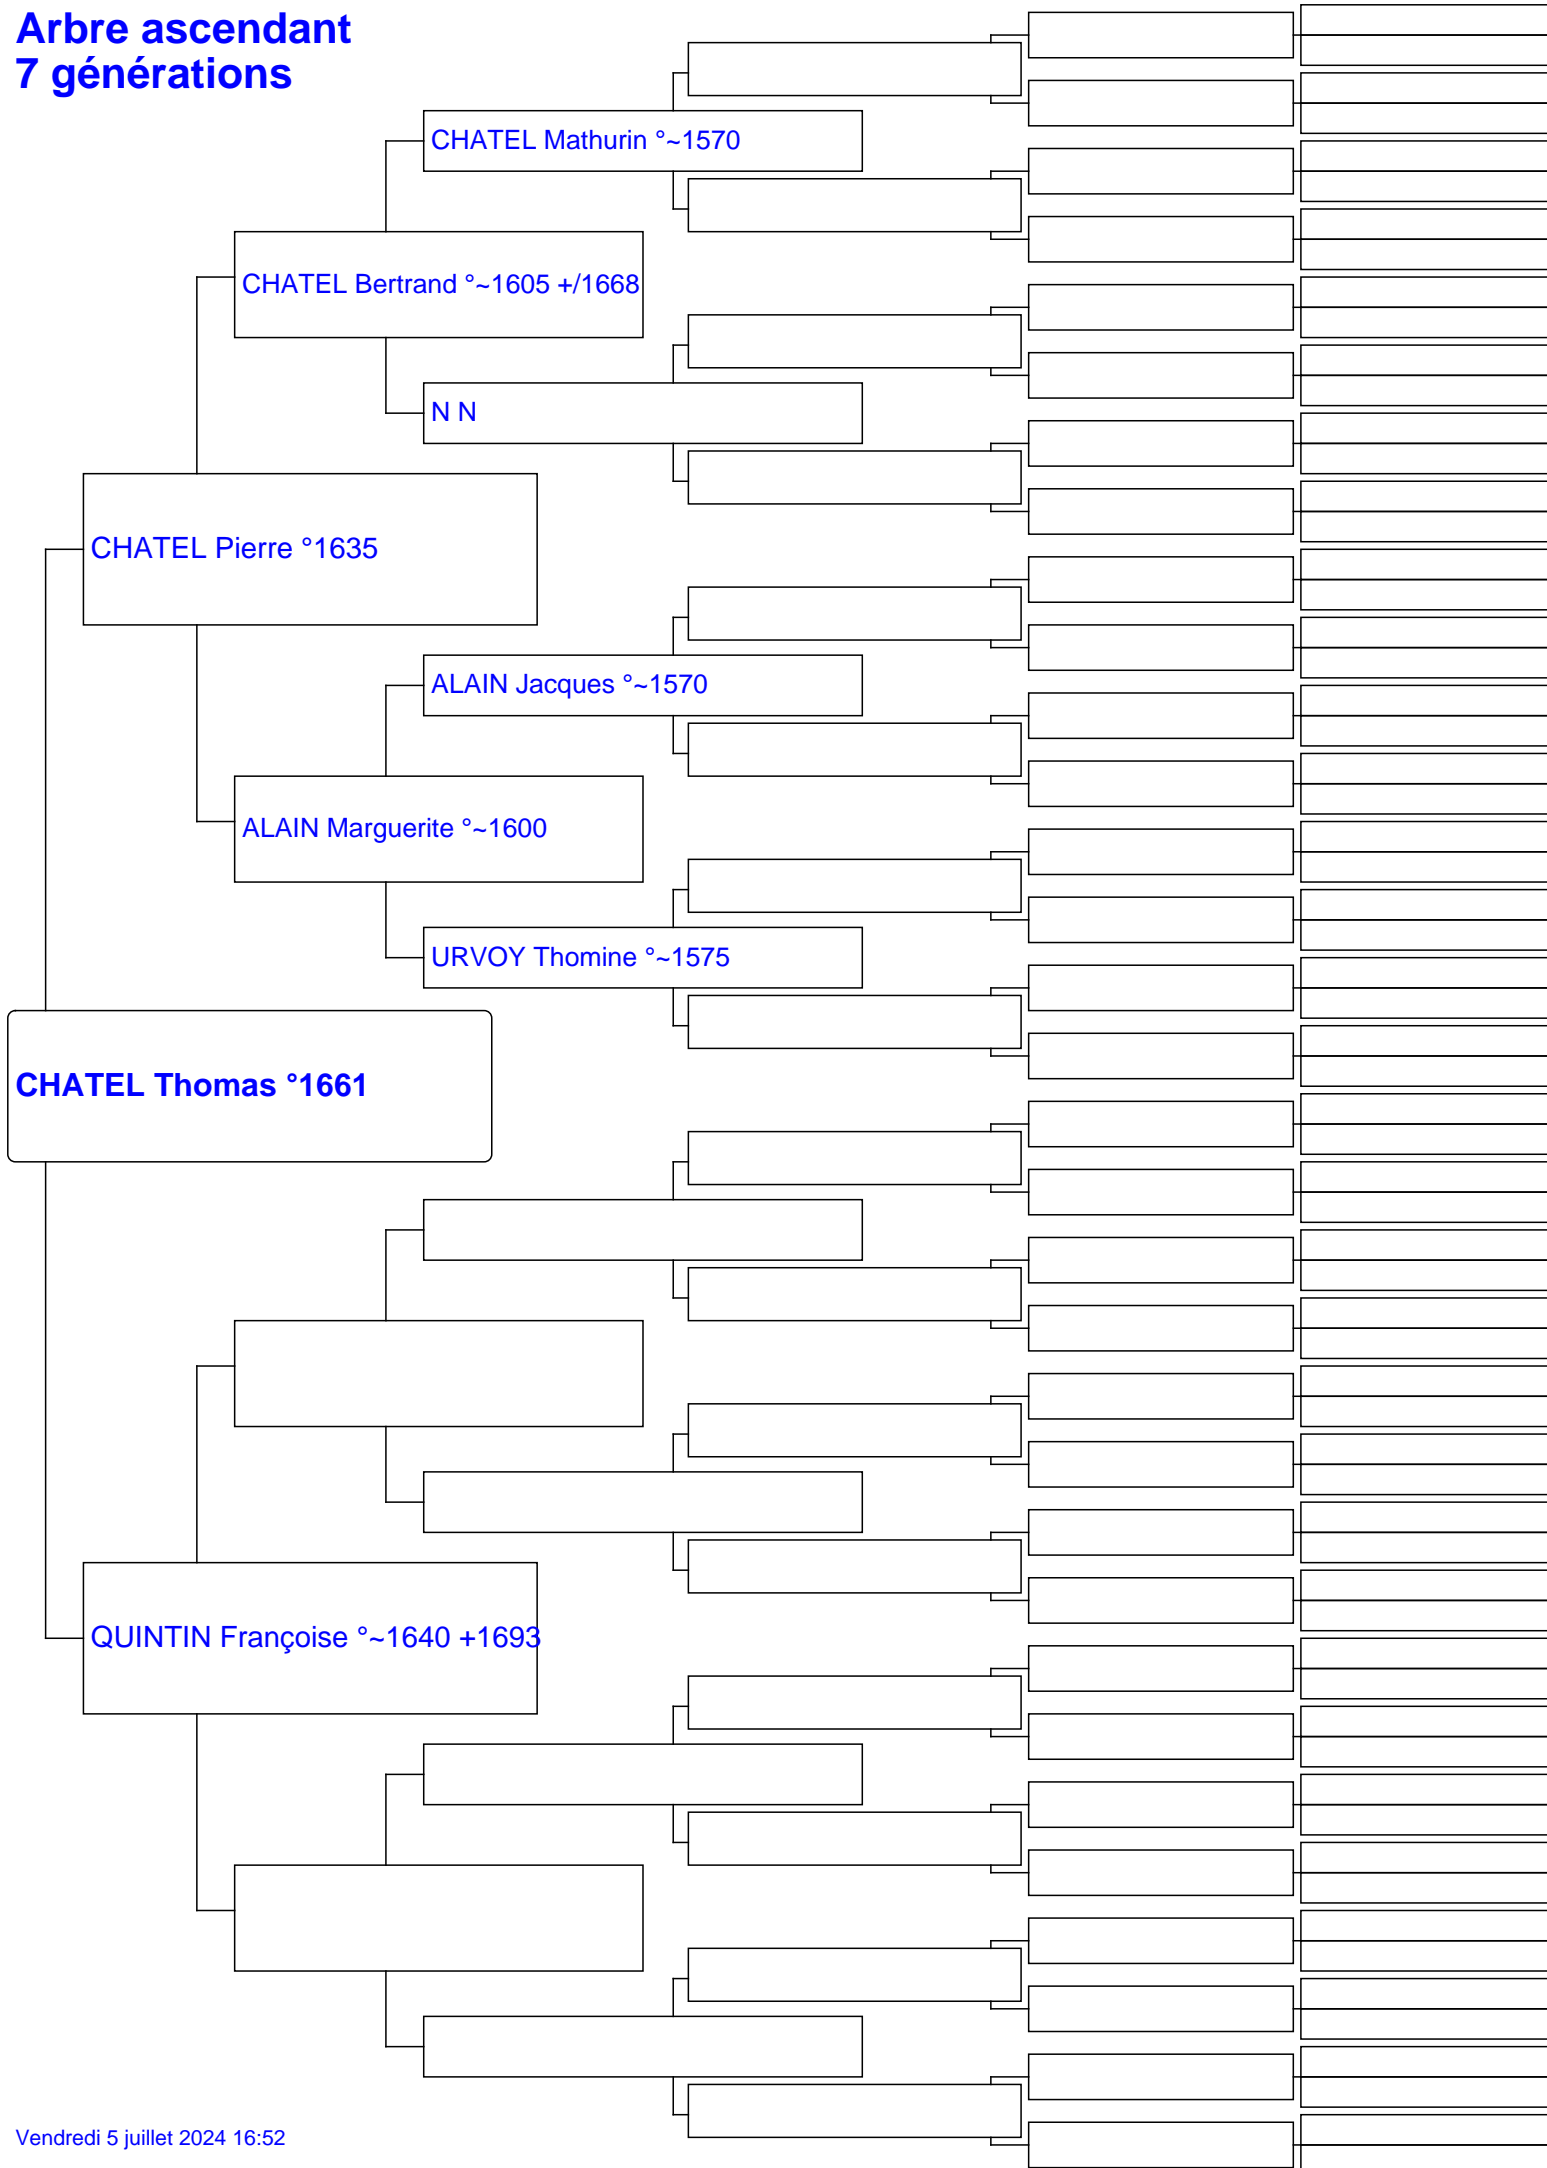 Arbre ascendant
7 générations
CHATEL Mathurin °~1570
CHATEL Bertrand °~1605 +/1668
N N
CHATEL Pierre °1635
ALAIN Jacques °~1570
ALAIN Marguerite °~1600
URVOY Thomine °~1575
CHATEL Thomas °1661
QUINTIN Françoise °~1640 +1693
Vendredi 5 juillet 2024 16:52